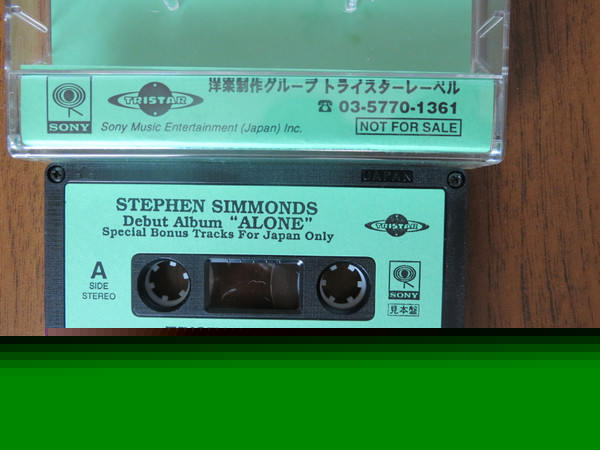 洋楽制作グループ トライスターレーベル
TRISTAR
☎ 03-5770-1361
SONY
Sony Music Entertainment (Japan) Inc.
NOT FOR SALE
JAPAN
STEPHEN SIMMONDS
Debut Album “ALONE”
Special Bonus Tracks For Japan Only
TRISTAR
A
SIDE
STEREO
SONY
見本盤